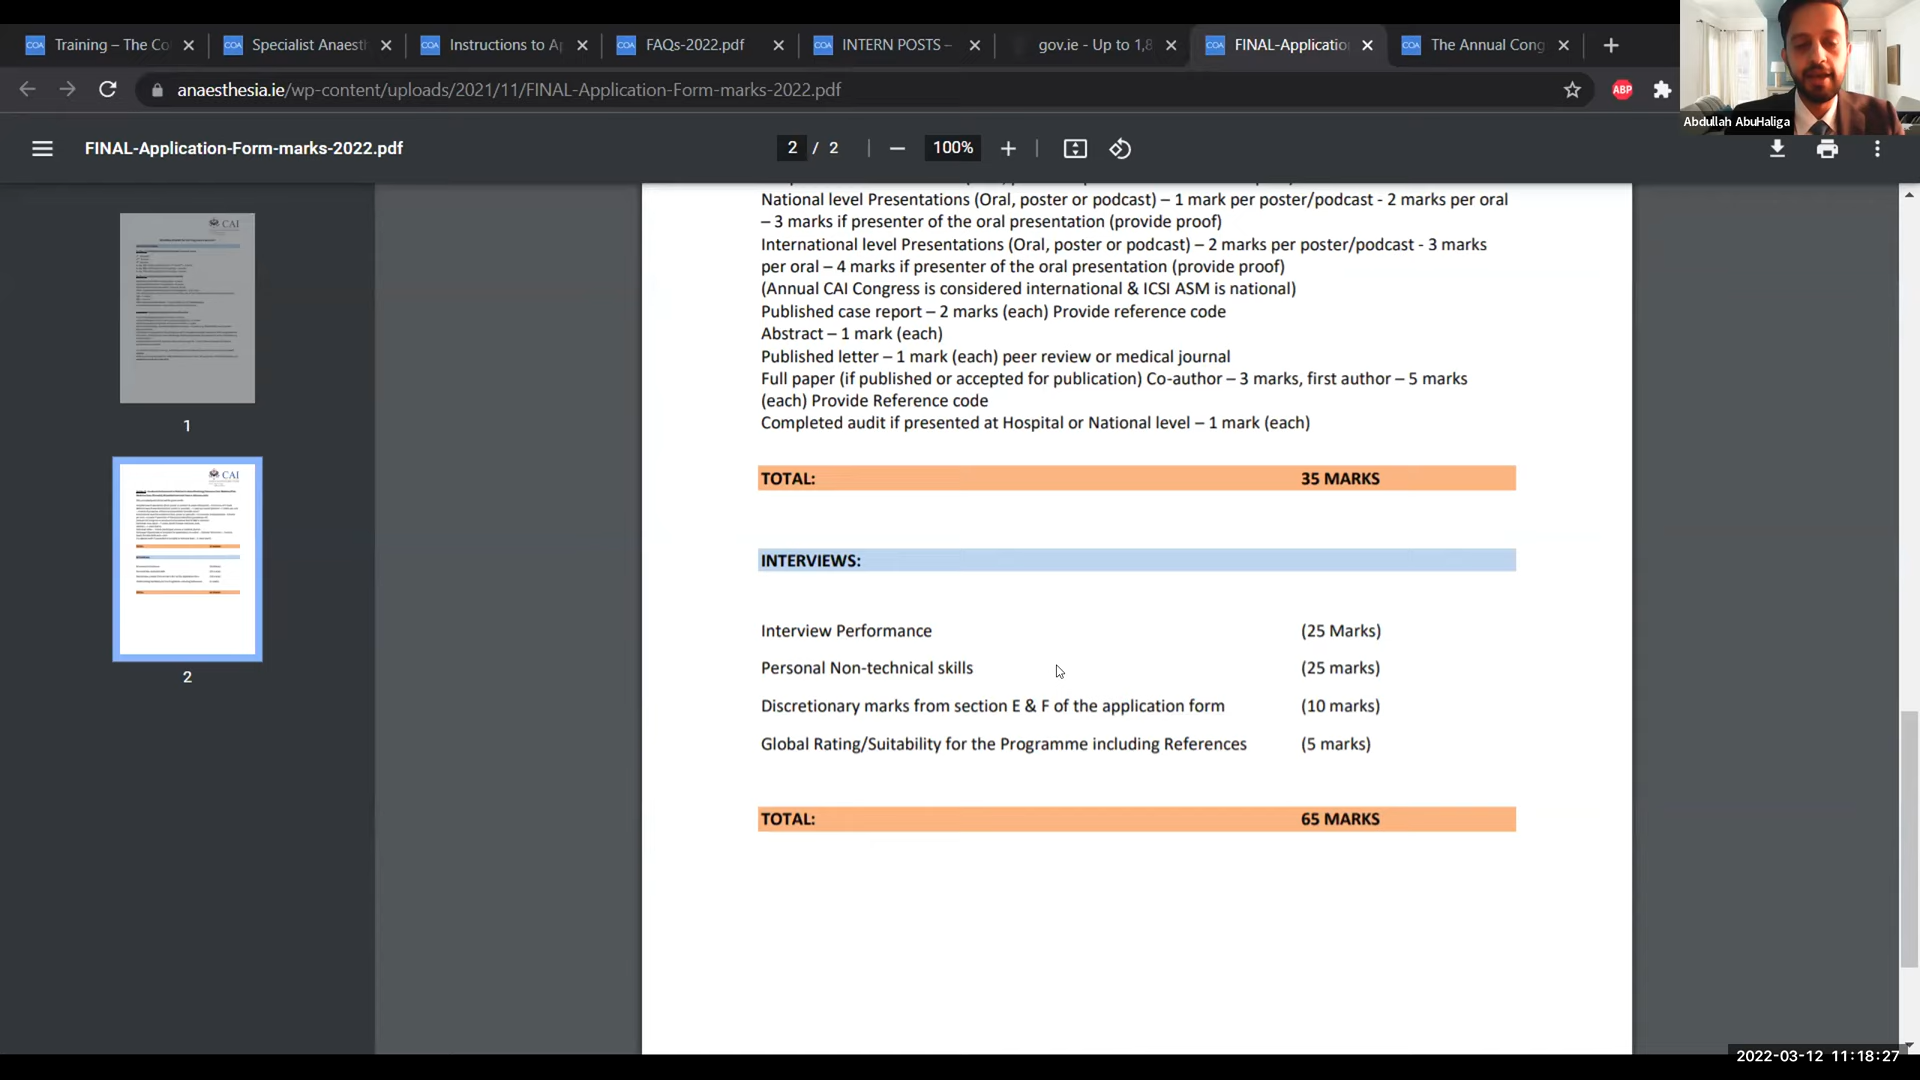 Training – The Co
Specialist Anaest
Instructions to Ap
FAQs-2022.pdf
INTERN POSTS –
gov.ie - Up to 1,8
FINAL-Applicatio
The Annual Cong
anaesthesia.ie/wp-content/uploads/2021/11/FINAL-Application-Form-marks-2022.pdf
ABP
Abdullah AbuHaliga
FINAL-Application-Form-marks-2022.pdf
2 / 2
100%
National level Presentations (Oral, poster or podcast) – 1 mark per poster/podcast - 2 marks per oral
– 3 marks if presenter of the oral presentation (provide proof)
International level Presentations (Oral, poster or podcast) – 2 marks per poster/podcast - 3 marks
per oral – 4 marks if presenter of the oral presentation (provide proof)
(Annual CAI Congress is considered international & ICSI ASM is national)
Published case report – 2 marks (each) Provide reference code
Abstract – 1 mark (each)
Published letter – 1 mark (each) peer review or medical journal
Full paper (if published or accepted for publication) Co-author – 3 marks, first author – 5 marks
(each) Provide Reference code
Completed audit if presented at Hospital or National level – 1 mark (each)
TOTAL: 35 MARKS
INTERVIEWS:
Interview Performance (25 Marks)
Personal Non-technical skills (25 marks)
Discretionary marks from section E & F of the application form (10 marks)
Global Rating/Suitability for the Programme including References (5 marks)
TOTAL: 65 MARKS
CAI
1
CAI
2
2022-03-12 11:18:27